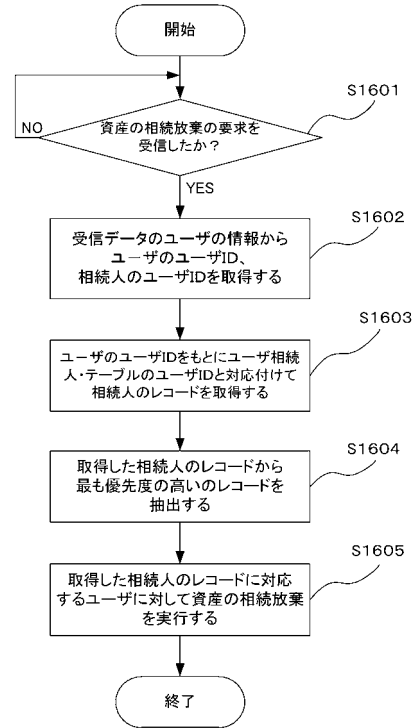 開始
S1601
資産の相続放棄の要求を
受信したか？
NO
YES
S1602
受信データのユーザの情報から
ユーザのユーザID、
相続人のユーザIDを取得する
S1603
ユーザのユーザIDをもとにユーザ相続
人・テーブルのユーザIDと対応付けて
相続人のレコードを取得する
S1604
取得した相続人のレコードから
最も優先度の高いのレコードを
抽出する
S1605
取得した相続人のレコードに対応
するユーザに対して資産の相続放棄
を実行する
終了